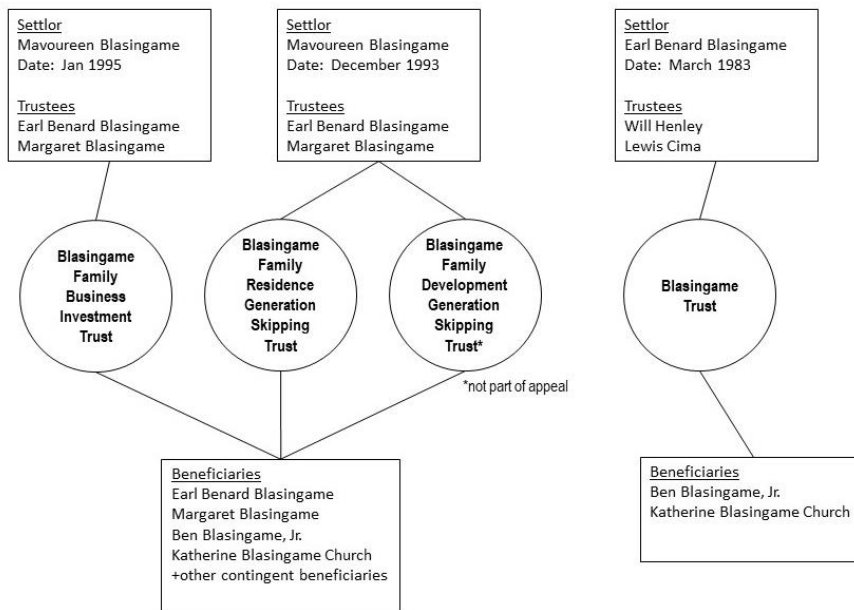 Settlor
Mavoureen Blasingame
Date: Jan 1995
Trustees
Earl Benard Blasingame
Margaret Blasingame
Settlor
Mavoureen Blasingame
Date: December 1993
Trustees
Earl Benard Blasingame
Margaret Blasingame
Settlor
Earl Benard Blasingame
Date: March 1983
Trustees
Will Henley
Lewis Cima
Blasingame
Family
Business
Investment
Trust
Blasingame
Family
Residence
Generation
Skipping
Trust
Blasingame
Family
Development
Generation
Skipping
Trust*
*not part of appeal
Blasingame
Trust
Beneficiaries
Earl Benard Blasingame
Margaret Blasingame
Ben Blasingame, Jr.
Katherine Blasingame Church
+other contingent beneficiaries
Beneficiaries
Ben Blasingame, Jr.
Katherine Blasingame Church